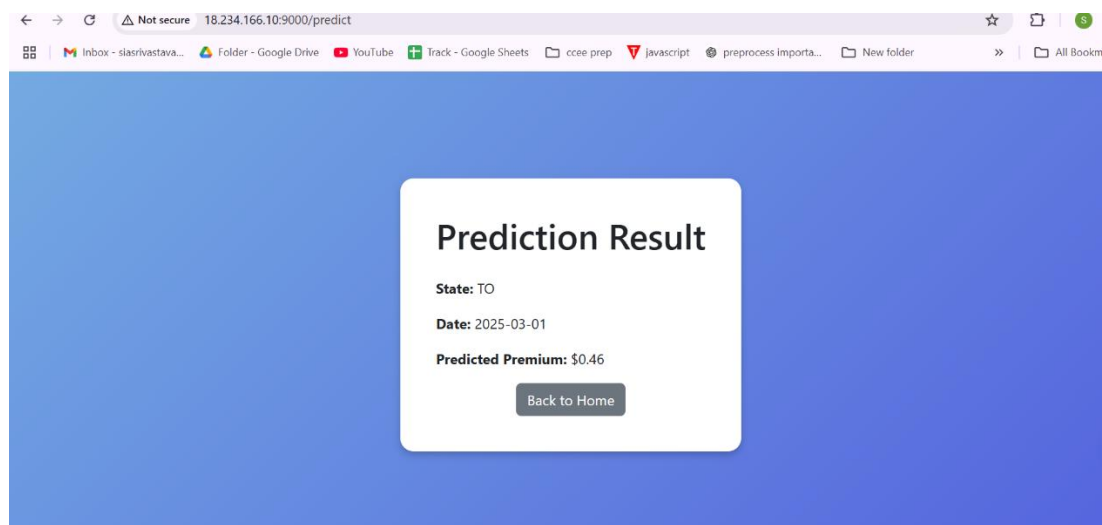 Not secure 18.234.166.10:9000/predict S
Inbox - siasrivastava... Folder - Google Drive YouTube Track - Google Sheets ccee prep javascript preprocess importa... New folder » All Bookm
Prediction Result
State: TO
Date: 2025-03-01
Predicted Premium: $0.46
Back to Home